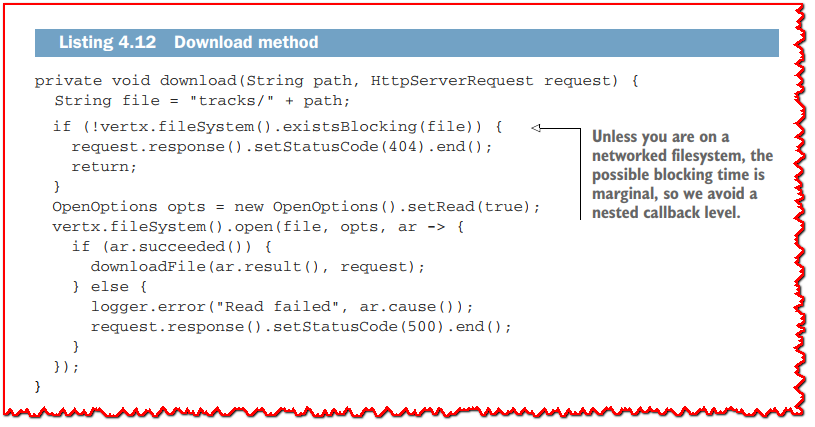 Listing 4.12 Download method
private void download(String path, HttpServerRequest request) {
String file = "tracks/" + path;
if (!vertx.fileSystem().existsBlocking(file)) {
request.response().setStatusCode(404).end();
return;
}
OpenOptions opts = new OpenOptions().setRead(true);
vertx.fileSystem().open(file, opts, ar -> {
if (ar.succeeded()) {
downloadFile(ar.result(), request);
} else {
logger.error("Read failed", ar.cause());
request.response().setStatusCode(500).end();
}
});
}
Unless you are on a
networked filesystem, the
possible blocking time is
marginal, so we avoid a
nested callback level.